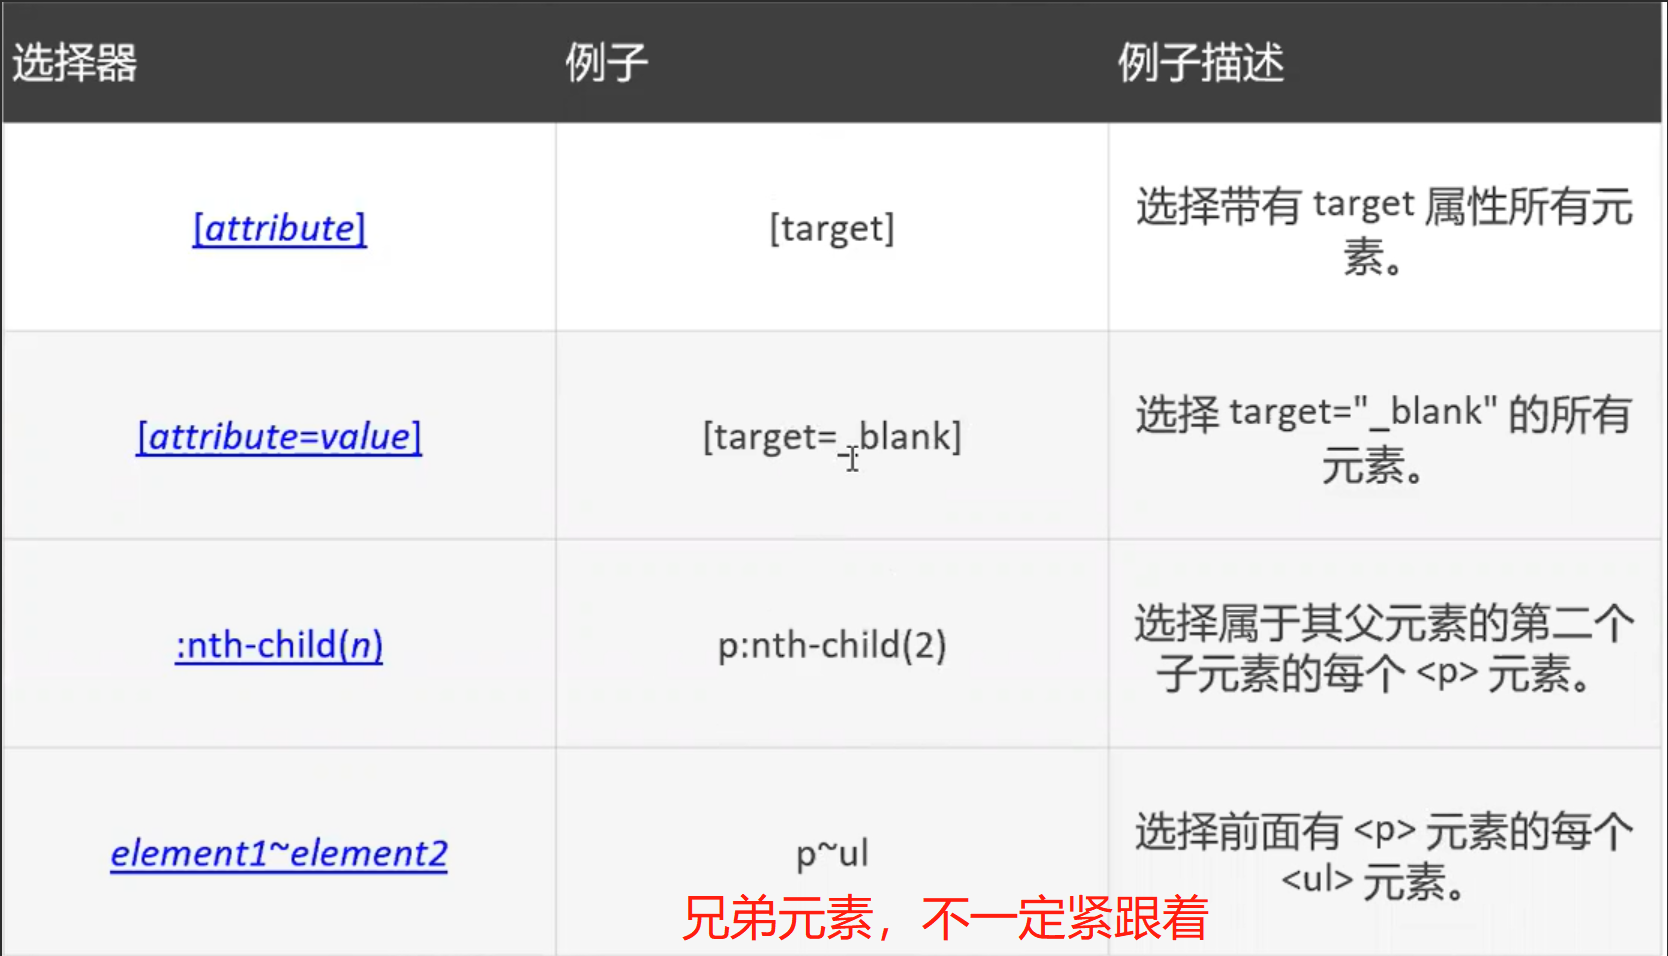 选择器 例子 例子描述
[attribute] [target] 选择带有 target 属性所有元
素。
[attribute=value] [target=_blank] 选择 target="_blank" 的所有
元素。
:nth-child(n) p:nth-child(2) 选择属于其父元素的第二个
子元素的每个 <p> 元素。
element1~element2 p~ul 选择前面有 <p> 元素的每个
<ul> 元素。
兄弟元素，不一定紧跟着